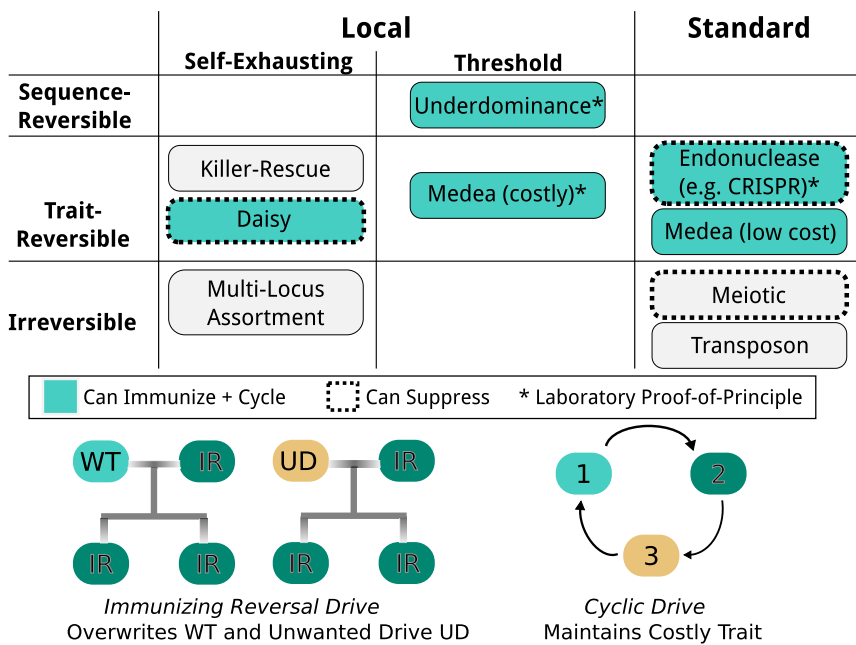 Local
Standard
Self-Exhausting
Threshold
Sequence-
Reversible
Underdominance*
Trait-
Reversible
Killer-Rescue
Daisy
Medea (costly)*
Endonuclease
(e.g. CRISPR)*
Medea (low cost)
Irreversible
Multi-Locus
Assortment
Meiotic
Transposon
Can Immunize + Cycle
Can Suppress
* Laboratory Proof-of-Principle
WT
IR
UD
IR
IR
IR
IR
IR
Immunizing Reversal Drive
Overwrites WT and Unwanted Drive UD
1
2
3
Cyclic Drive
Maintains Costly Trait